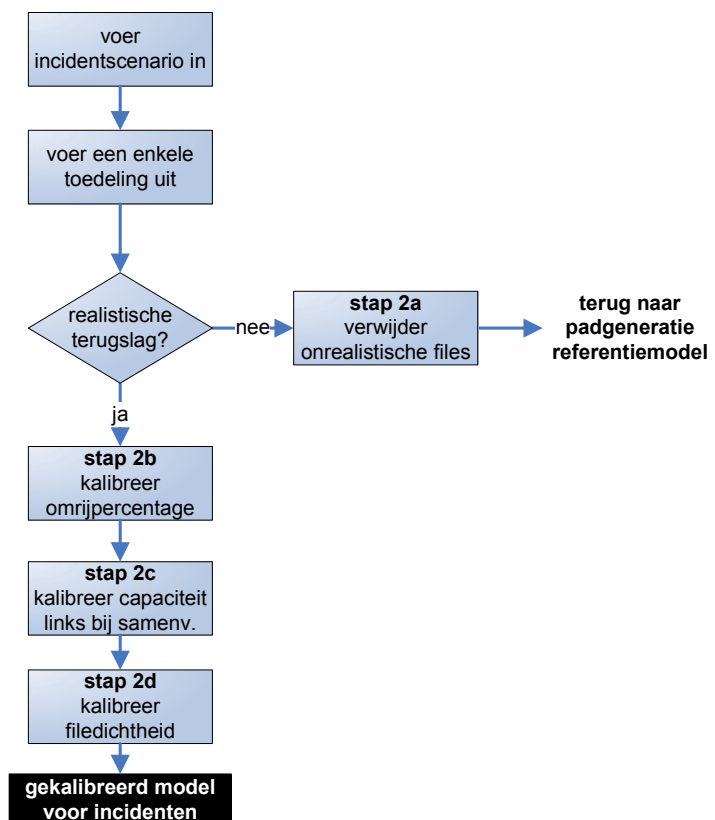 voer
incidentscenario in
voer een enkele
toedeling uit
realistische
terugslag?
nee
stap 2a
verwijder
onrealistische files
terug naar
padgeneratie
referentiemodel
ja
stap 2b
kalibreer
omrijpercentage
stap 2c
kalibreer capaciteit
links bij samenv.
stap 2d
kalibreer
filedichtheid
gekalibreerd model
voor incidenten